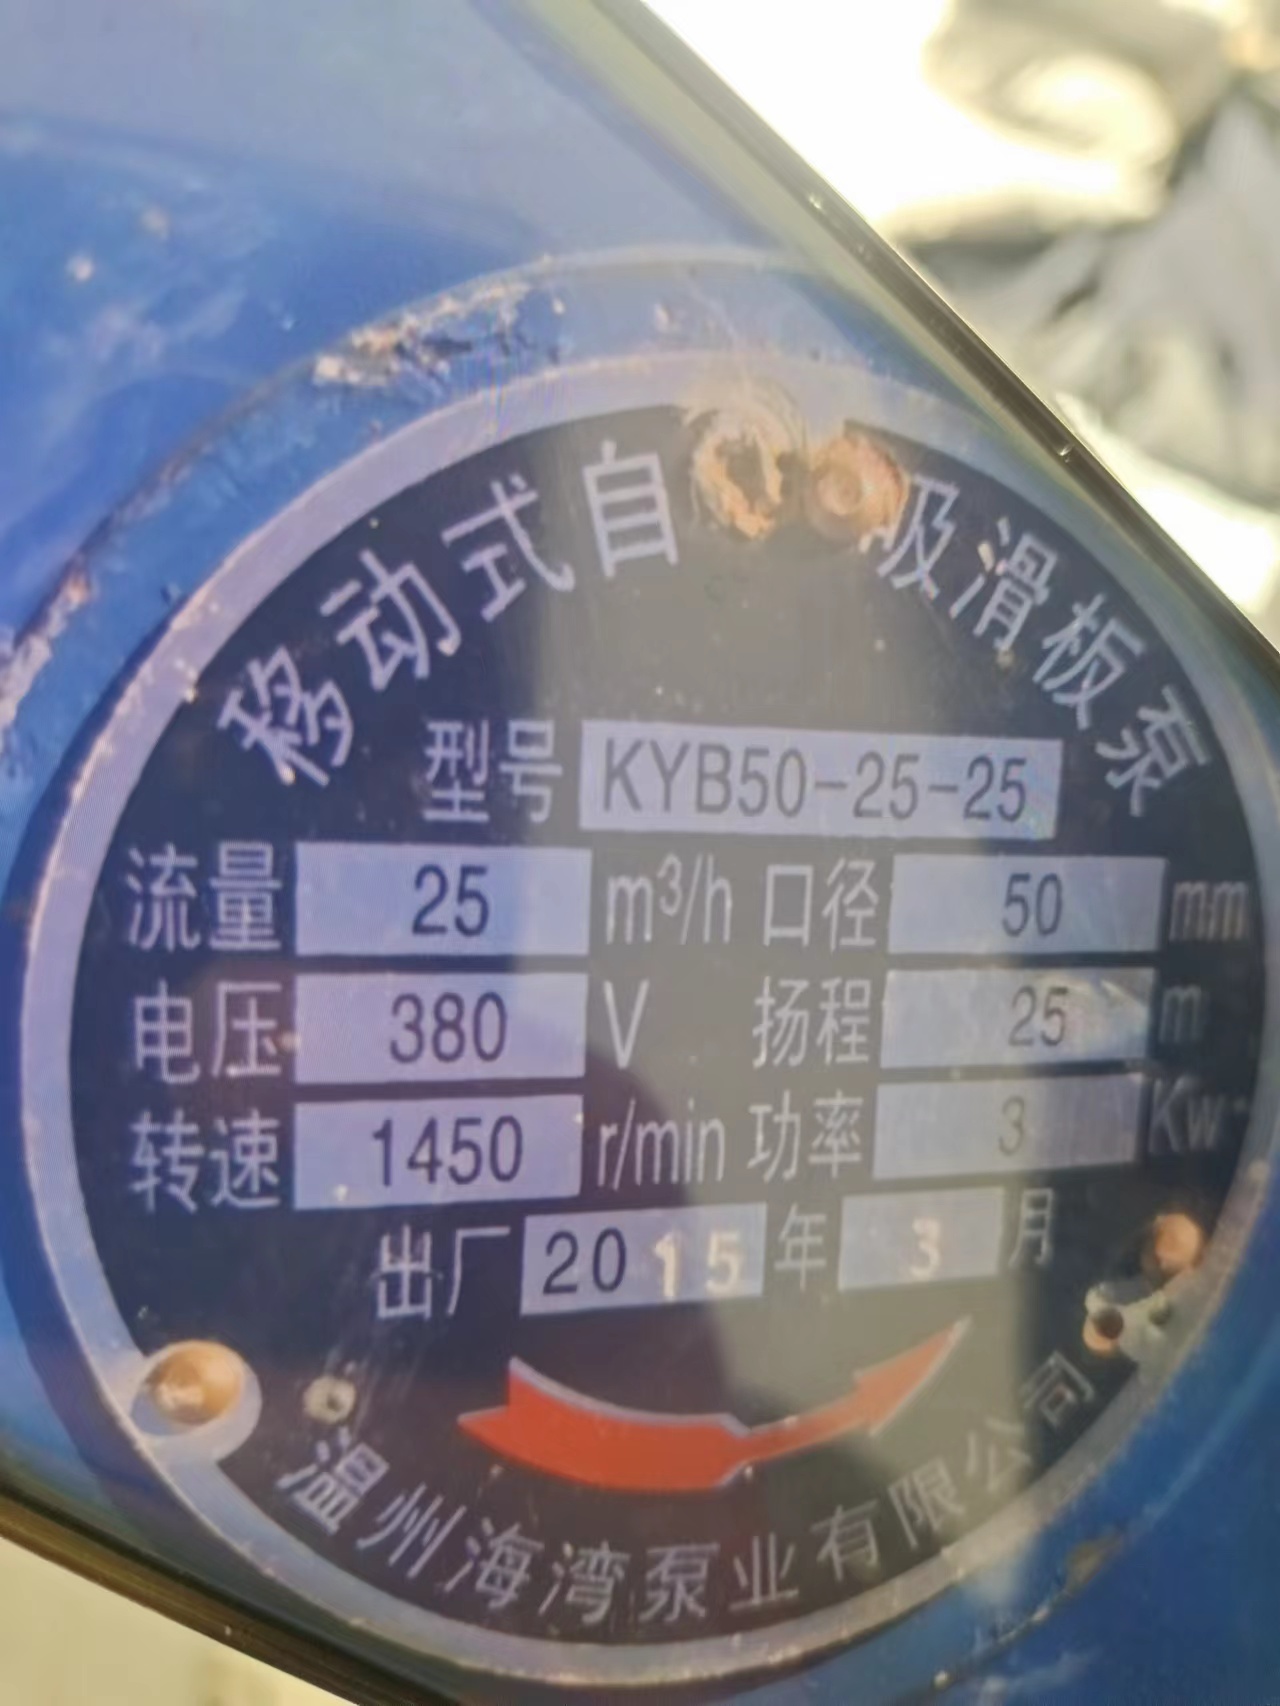 移动式自吸滑板泵
型号 KYB50-25-25
流量 25 m³/h 口径 50 mm
电压 380 V 扬程 25 m
转速 1450 r/min 功率 3 Kw
出厂 2015 年 3 月
温州海湾泵业有限公司